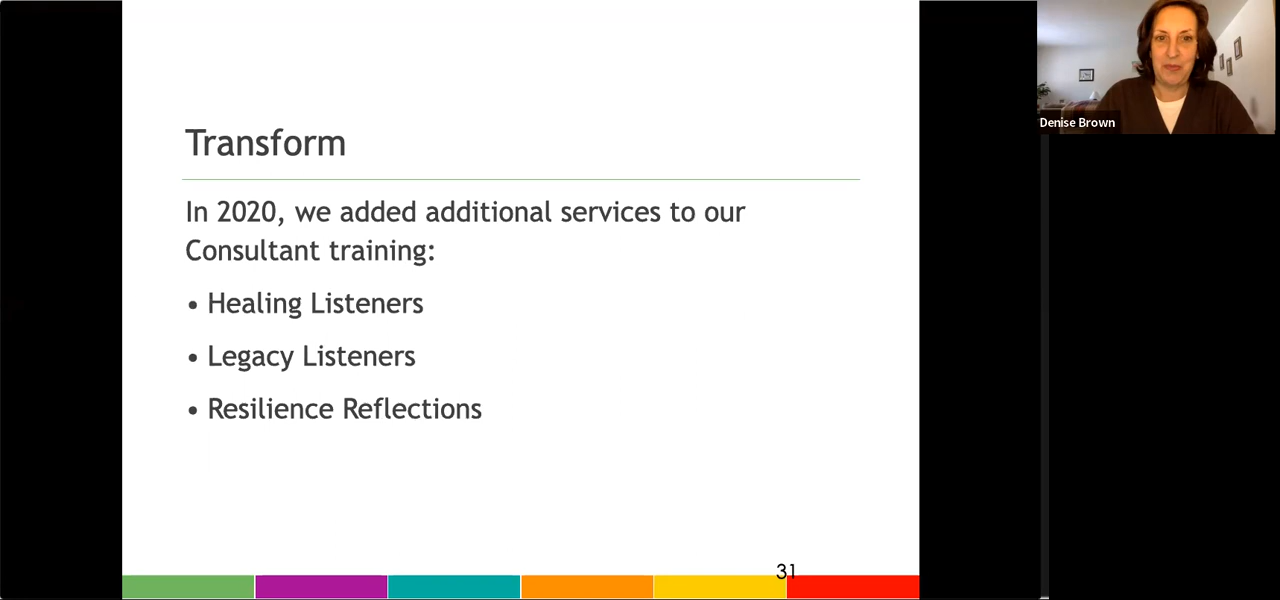 Transform
In 2020, we added additional services to our
Consultant training:
• Healing Listeners
• Legacy Listeners
• Resilience Reflections
31
Denise Brown